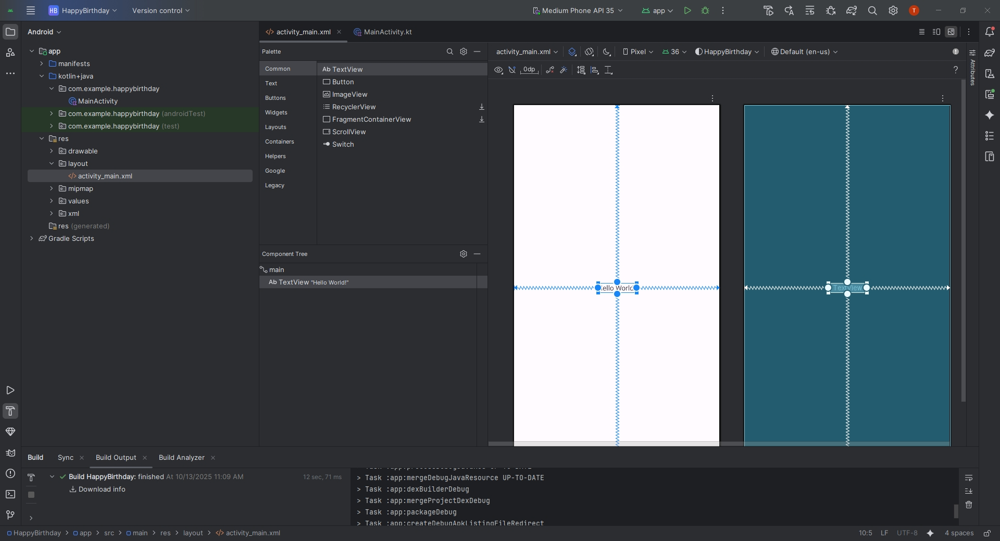 HB HappyBirthday Version control Medium Phone API 35 app T
Android
activity_main.xml MainActivity.kt
app
manifests
kotlin+java
com.example.happybirthday
MainActivity
com.example.happybirthday (androidTest)
com.example.happybirthday (test)
res
drawable
layout
activity_main.xml
mipmap
values
xml
res (generated)
Gradle Scripts
Palette
Common
Text
Buttons
Widgets
Layouts
Containers
Helpers
Google
Legacy
Ab TextView
Button
ImageView
RecyclerView
FragmentContainerView
ScrollView
Switch
Component Tree
main
Ab TextView "Hello World!"
activity_main.xml Pixel 36 HappyBirthday Default (en-us)
0dp ?
Attributes
ello World
TextView
Build Sync Build Output Build Analyzer
Build HappyBirthday: finished At 10/13/2025 11:09 AM 12 sec, 71 ms
Download info
> Task :app:mergeDebugJavaResource UP-TO-DATE
> Task :app:dexBuilderDebug
> Task :app:mergeProjectDexDebug
> Task :app:packageDebug
> Task :app:createDebugApkListingFileRedirect
HappyBirthday > app > src > main > res > layout > activity_main.xml 10:5 LF UTF-8 4 spaces